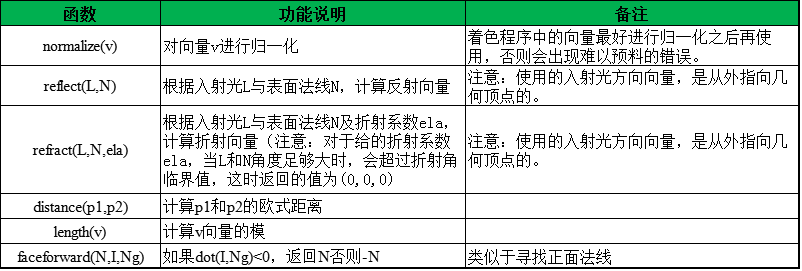 函数 功能说明 备注
normalize(v) 对向量v进行归一化 着色程序中的向量最好进行归一化之后再使
用，否则会出现难以预料的错误。
reflect(L,N) 根据入射光L与表面法线N，计算反射向量 注意：使用的入射光方向向量，是从外指向几
何顶点的。
refract(L,N,ela) 根据入射光L与表面法线N及折射系数ela，
计算折射向量（注意：对于给的折射系数
ela，当L和N角度足够大时，会超过折射角
临界值，这时返回的值为(0,0,0)
注意：使用的入射光方向向量，是从外指向几
何顶点的。
distance(p1,p2) 计算p1和p2的欧式距离
length(v) 计算v向量的模
faceforward(N,I,Ng) 如果dot(I,Ng)<0，返回N否则-N 类似于寻找正面法线